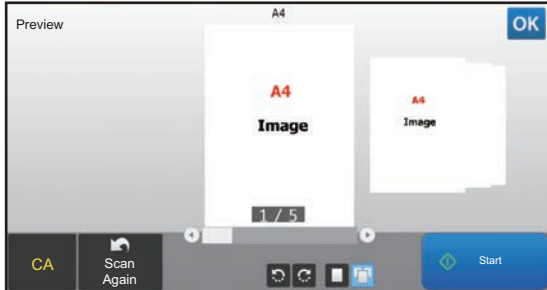 Preview
A4
OK
A4
Image
A4
Image
1 / 5
CA
Scan
Again
Start